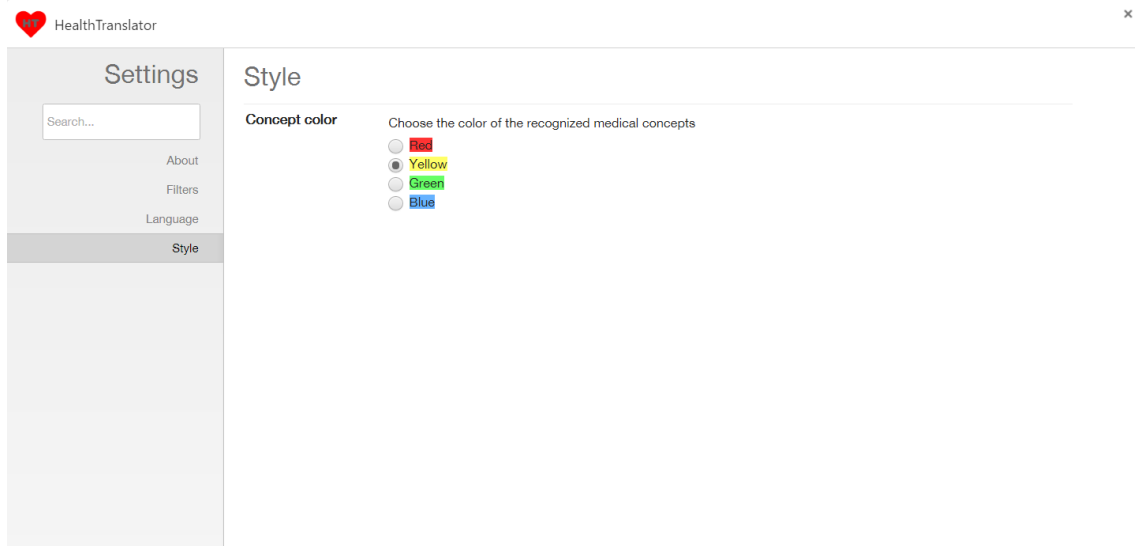 HT HealthTranslator
×
Settings
Search...
About
Filters
Language
Style
Style
Concept color
Choose the color of the recognized medical concepts
Red
Yellow
Green
Blue